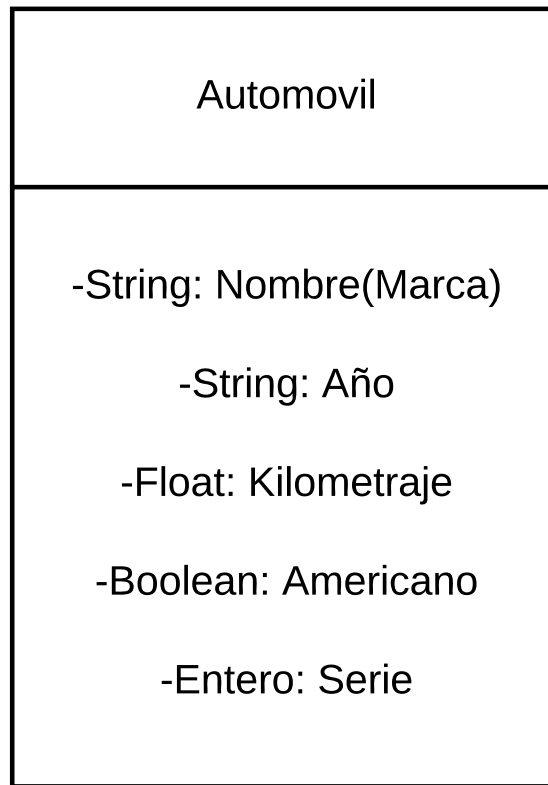 Automovil
-String: Nombre(Marca)
-String: Año
-Float: Kilometraje
-Boolean: Americano
-Entero: Serie